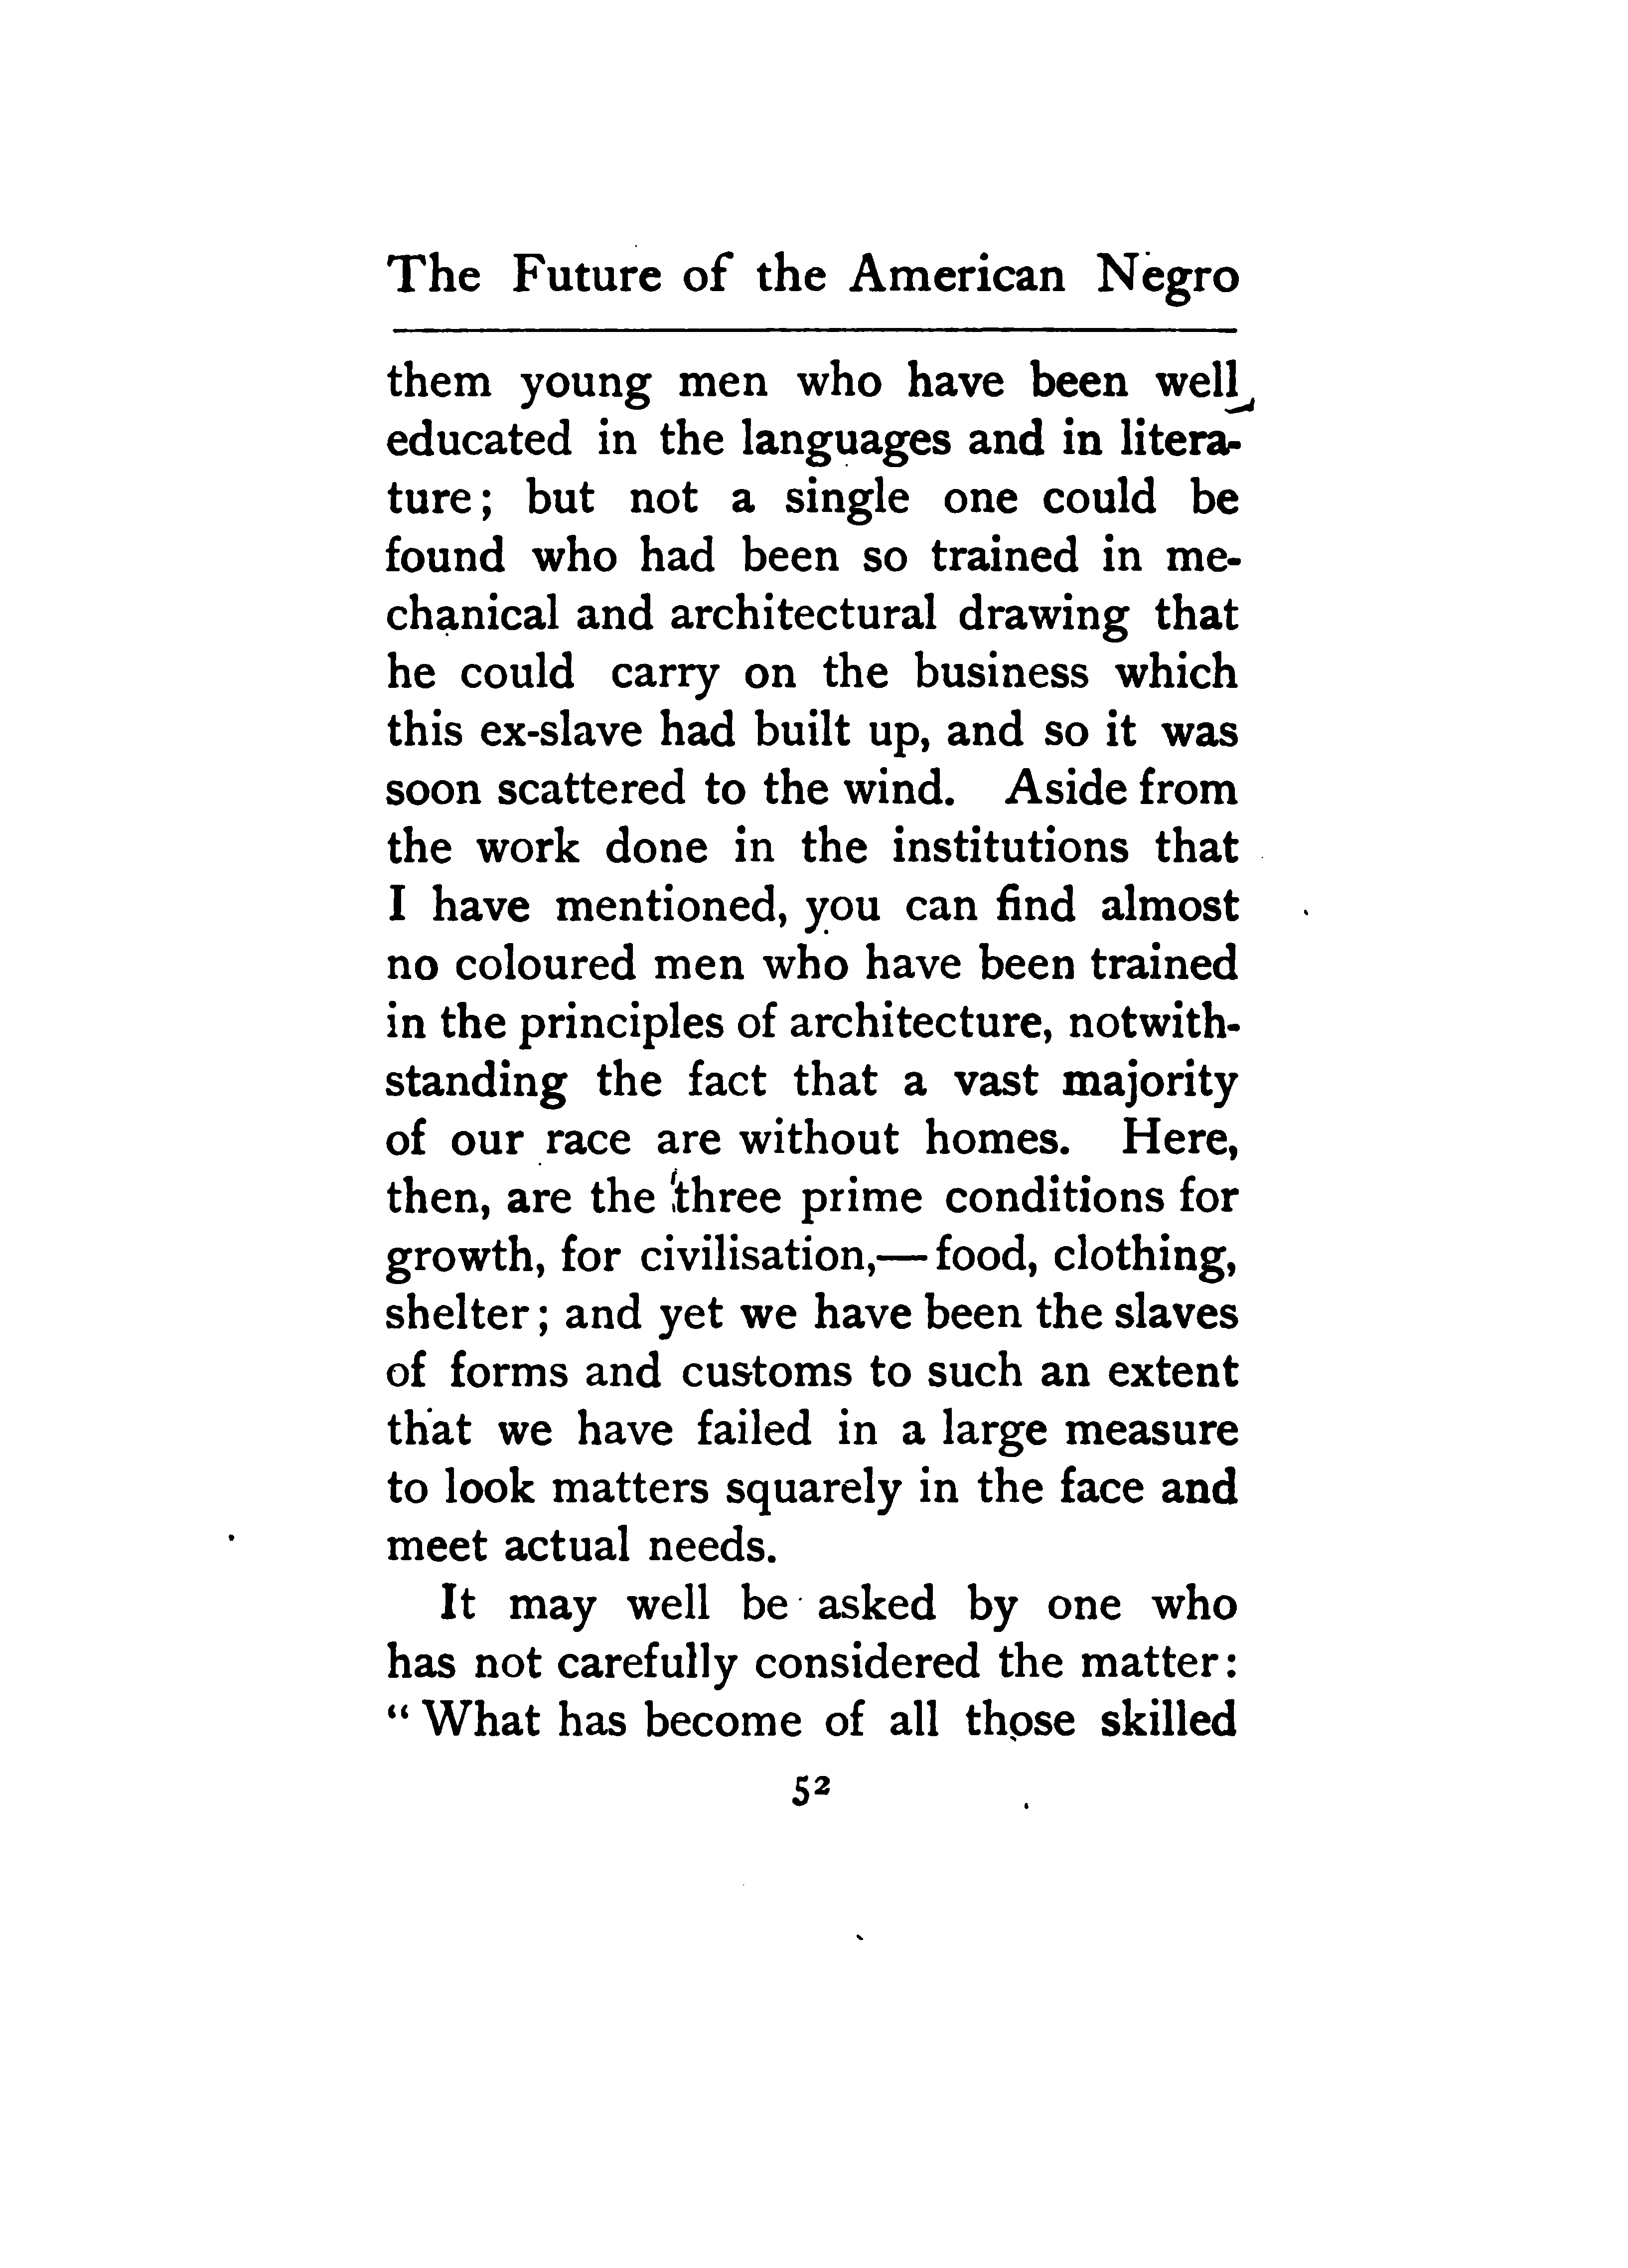 The Future of the American Negro
them young men who have been well
educated in the languages and in litera-
ture; but not a single one could be
found who had been so trained in me-
chanical and architectural drawing that
he could carry on the business which
this ex-slave had built up, and so it was
soon scattered to the wind. Aside from
the work done in the institutions that
I have mentioned, you can find almost
no coloured men who have been trained
in the principles of architecture, notwith-
standing the fact that a vast majority
of our race are without homes. Here,
then, are the three prime conditions for
growth, for civilisation,—food, clothing,
shelter; and yet we have been the slaves
of forms and customs to such an extent
that we have failed in a large measure
to look matters squarely in the face and
meet actual needs.
It may well be asked by one who
has not carefully considered the matter:
“What has become of all those skilled
52